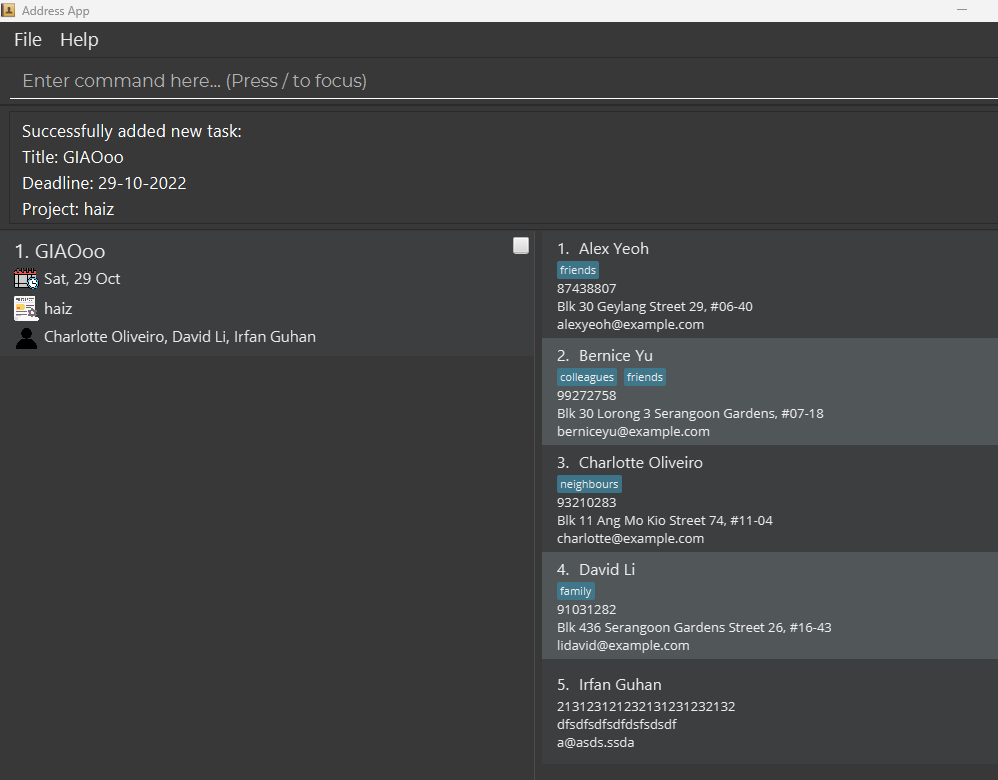 Address App
File Help
Enter command here... (Press / to focus)
Successfully added new task:
Title: GIAOoo
Deadline: 29-10-2022
Project: haiz
1. GIAOoo
Sat, 29 Oct
haiz
Charlotte Oliveiro, David Li, Irfan Guhan
1. Alex Yeoh
friends
87438807
Blk 30 Geylang Street 29, #06-40
alexyeoh@example.com
2. Bernice Yu
colleagues friends
99272758
Blk 30 Lorong 3 Serangoon Gardens, #07-18
berniceyu@example.com
3. Charlotte Oliveiro
neighbours
93210283
Blk 11 Ang Mo Kio Street 74, #11-04
charlotte@example.com
4. David Li
family
91031282
Blk 436 Serangoon Gardens Street 26, #16-43
lidavid@example.com
5. Irfan Guhan
213123121232131231232132
dfsdfsdfsdfdsfsdsdf
a@asds.ssda